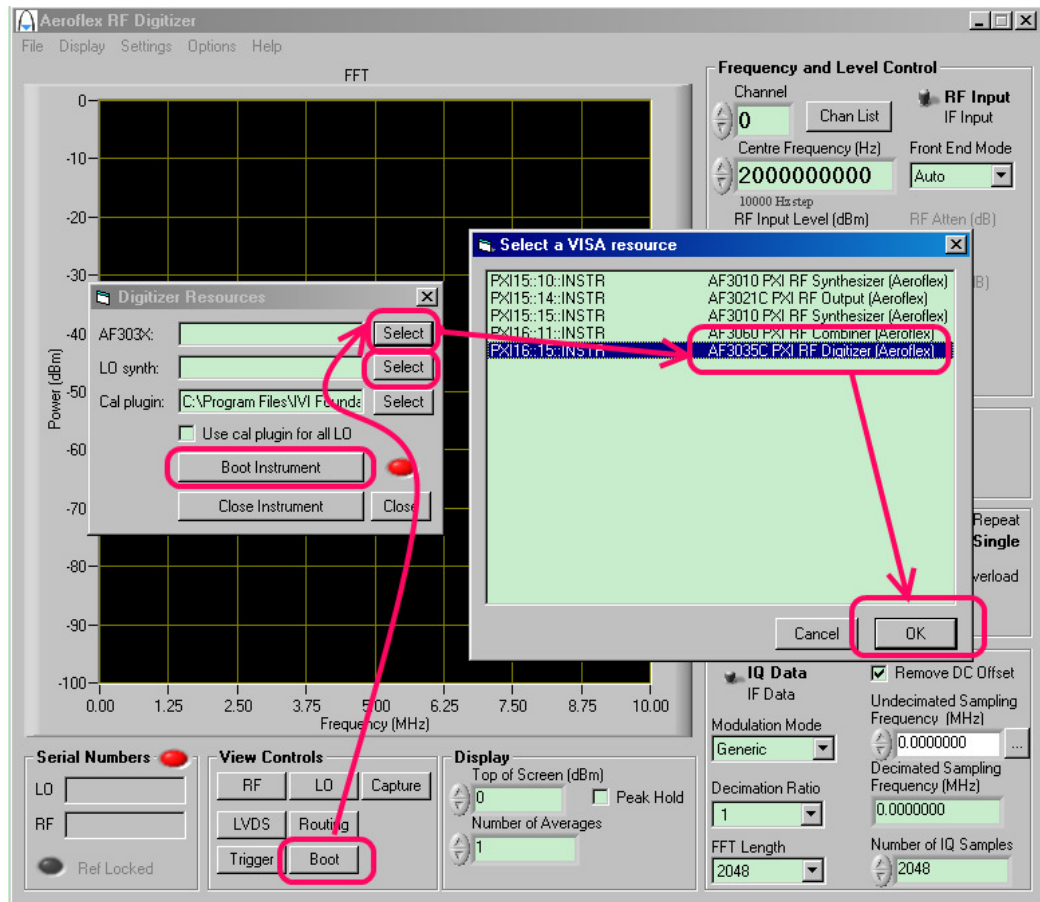 Aeroflex RF Digitizer
File Display Settings Options Help
FFT
0
-10
-20
-30
-40
-50
-60
-70
-80
-90
-100
Power (dBm)
0.00 1.25 2.50 3.75 5.00 6.25 7.50 8.75 10.00
Frequency (MHz)
Frequency and Level Control
Channel
0
Chan List
RF Input
IF Input
Centre Frequency (Hz)
2000000000
10000 Hz step
Front End Mode
Auto
RF Input Level (dBm)
RF Atten (dB)
Digitizer Resources
AF303X:
Select
LO synth:
Select
Cal plugin: C:\Program Files\IVI Founda
Select
Use cal plugin for all LO
Boot Instrument
Close Instrument
Close
Select a VISA resource
PXI15::10::INSTR AF3010 PXI RF Synthesizer (Aeroflex)
PXI15::14::INSTR AF3021C PXI RF Output (Aeroflex)
PXI15::15::INSTR AF3010 PXI RF Synthesizer (Aeroflex)
PXI16::11::INSTR AF3060 PXI RF Combiner (Aeroflex)
PXI16::15::INSTR AF3035C PXI RF Digitizer (Aeroflex)
Cancel
OK
B)
Repeat
Single
verload
Serial Numbers
LO
RF
Ref Locked
View Controls
RF LO Capture
LVDS Routing
Trigger Boot
Display
Top of Screen (dBm)
0
Peak Hold
Number of Averages
1
IQ Data
IF Data
Remove DC Offset
Modulation Mode
Generic
Undecimated Sampling
Frequency (MHz)
0.0000000
...
Decimation Ratio
1
Decimated Sampling
Frequency (MHz)
0.0000000
FFT Length
2048
Number of IQ Samples
2048